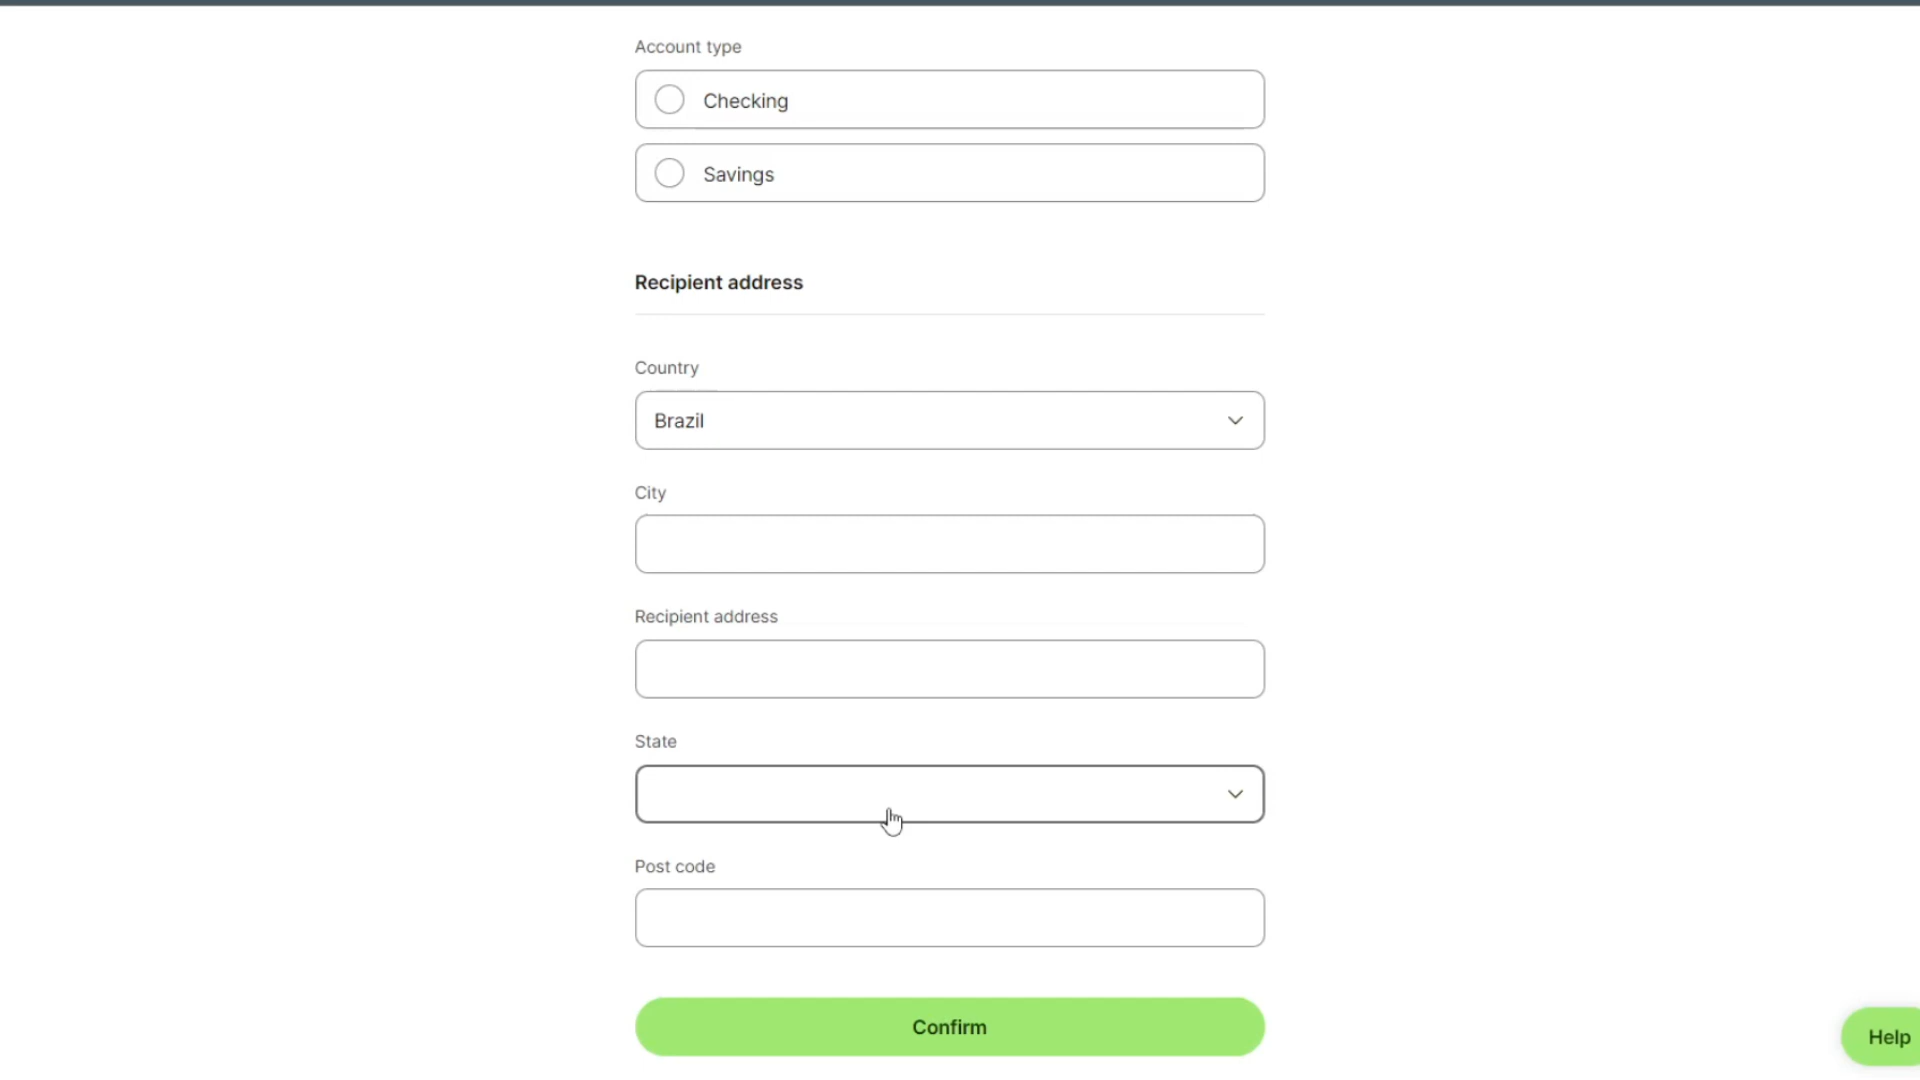 Account type
Checking
Savings
Recipient address
Country
Brazil
City
Recipient address
State
Post code
Confirm
Help